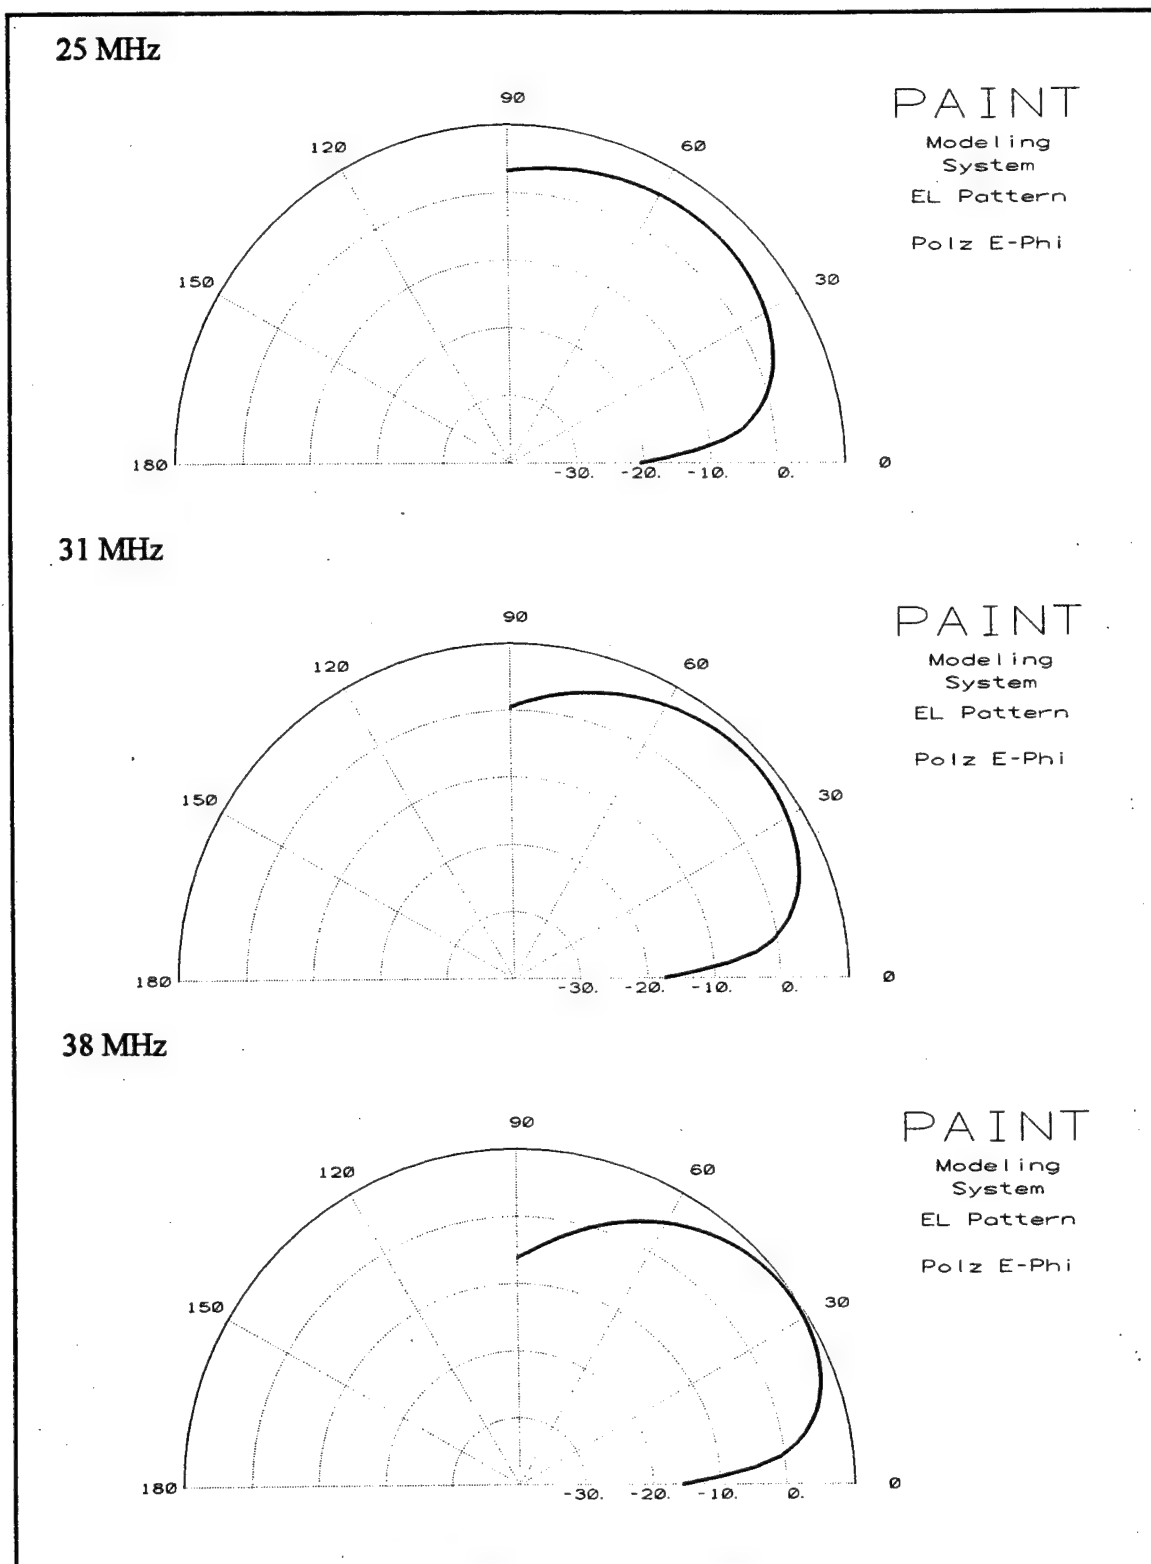 25 MHz
90
PAINT
120
60
Modeling
System
EL Pattern
Polz E-Phi
150
30
180
-30. -20. -10. 0.
0
31 MHz
90
PAINT
120
60
Modeling
System
EL Pattern
Polz E-Phi
150
30
180
-30. -20. -10. 0.
0
38 MHz
90
PAINT
120
60
Modeling
System
EL Pattern
Polz E-Phi
150
30
180
-30. -20. -10. 0.
0